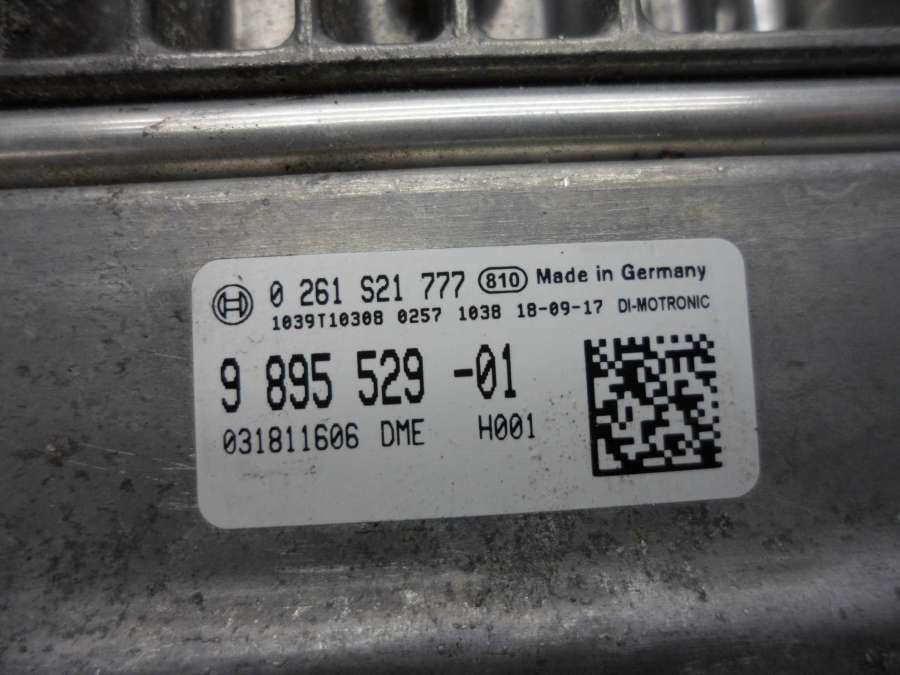 0 261 S21 777 810 Made in Germany
1039T10308 0257 1038 18-09-17 DI-MOTRONIC
9 895 529 -01
031811606 DME H001